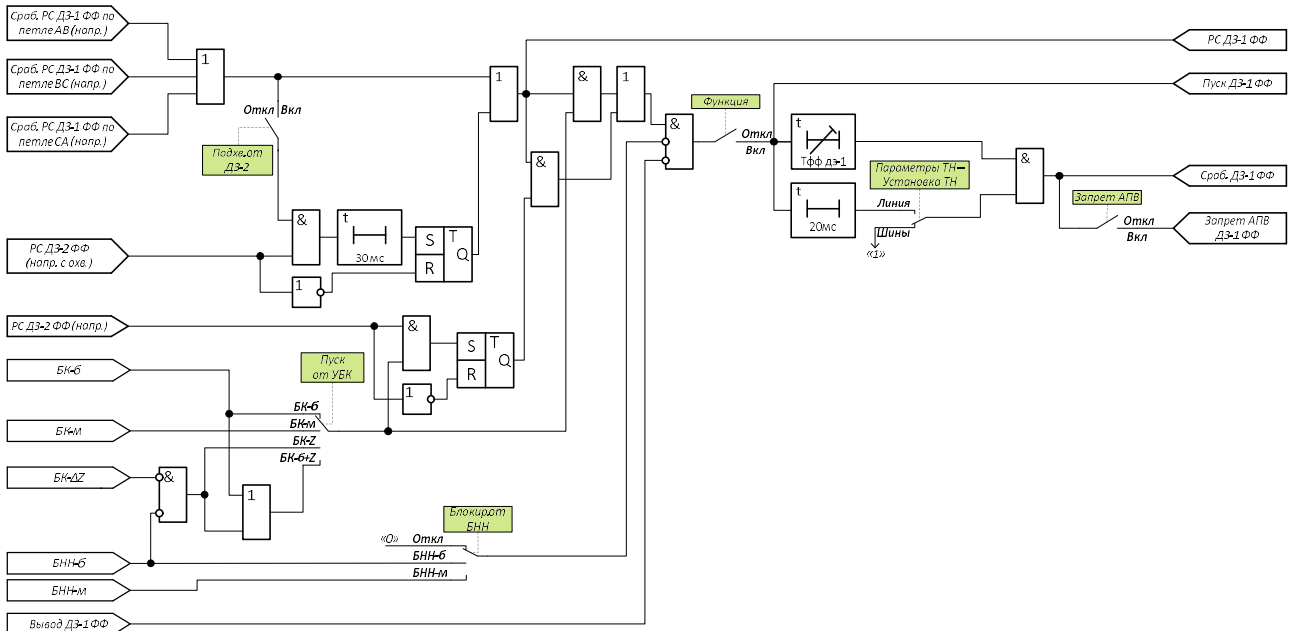 Сраб. РС ДЗ-1 ФФ по
петле АВ (напр.)
Сраб. РС ДЗ-1 ФФ по
петле ВС (напр.)
Сраб. РС ДЗ-1 ФФ по
петле СА (напр.)
1
Откл
Вкл
Подхв.от
ДЗ-2
РС ДЗ-2 ФФ
(напр. с охв.)
&
t
30 мс
1
S
R
T
Q
1
&
1
&
&
Функция
Откл
Вкл
t
Тфф дз-1
t
20мс
Параметры ТН—
Установка ТН
Линия
Шины
«1»
&
Запрет АПВ
Откл
Вкл
РС ДЗ-1 ФФ
Пуск ДЗ-1 ФФ
Сраб. ДЗ-1 ФФ
Запрет АПВ
ДЗ-1 ФФ
РС ДЗ-2 ФФ (напр.)
&
1
S
R
T
Q
БК-б
БК-м
БК-ΔZ
&
1
Пуск
от УБК
БК-б
БК-м
БК-Z
БК-б+Z
Блокир.от
БНН
«0»
Откл
БНН-б
БНН-м
БНН-б
БНН-м
Вывод ДЗ-1 ФФ